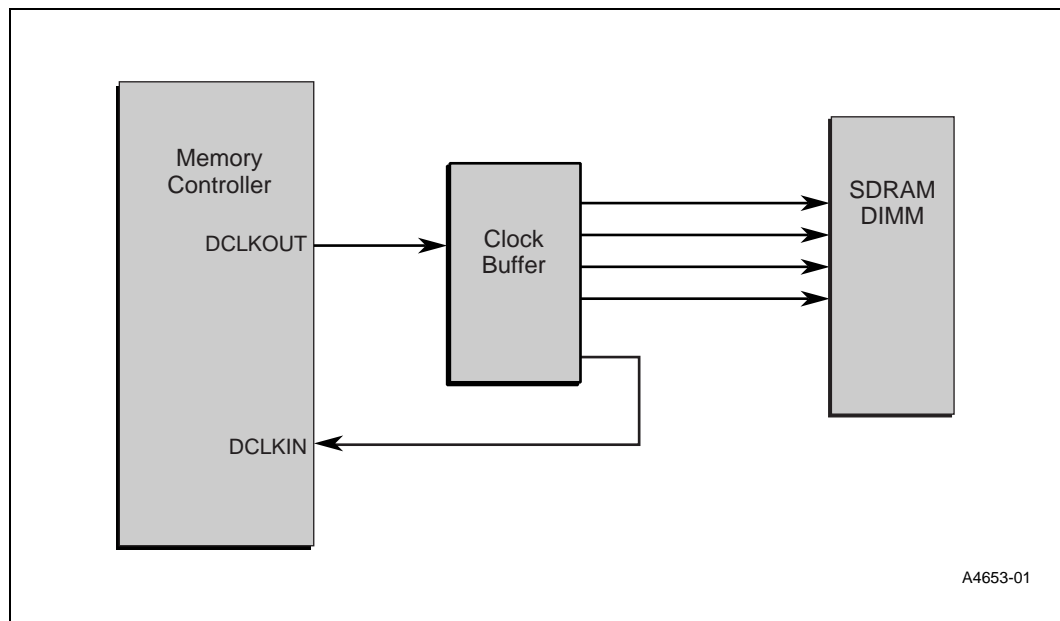 Memory
Controller
DCLKOUT
DCLKIN
Clock
Buffer
SDRAM
DIMM
A4653-01